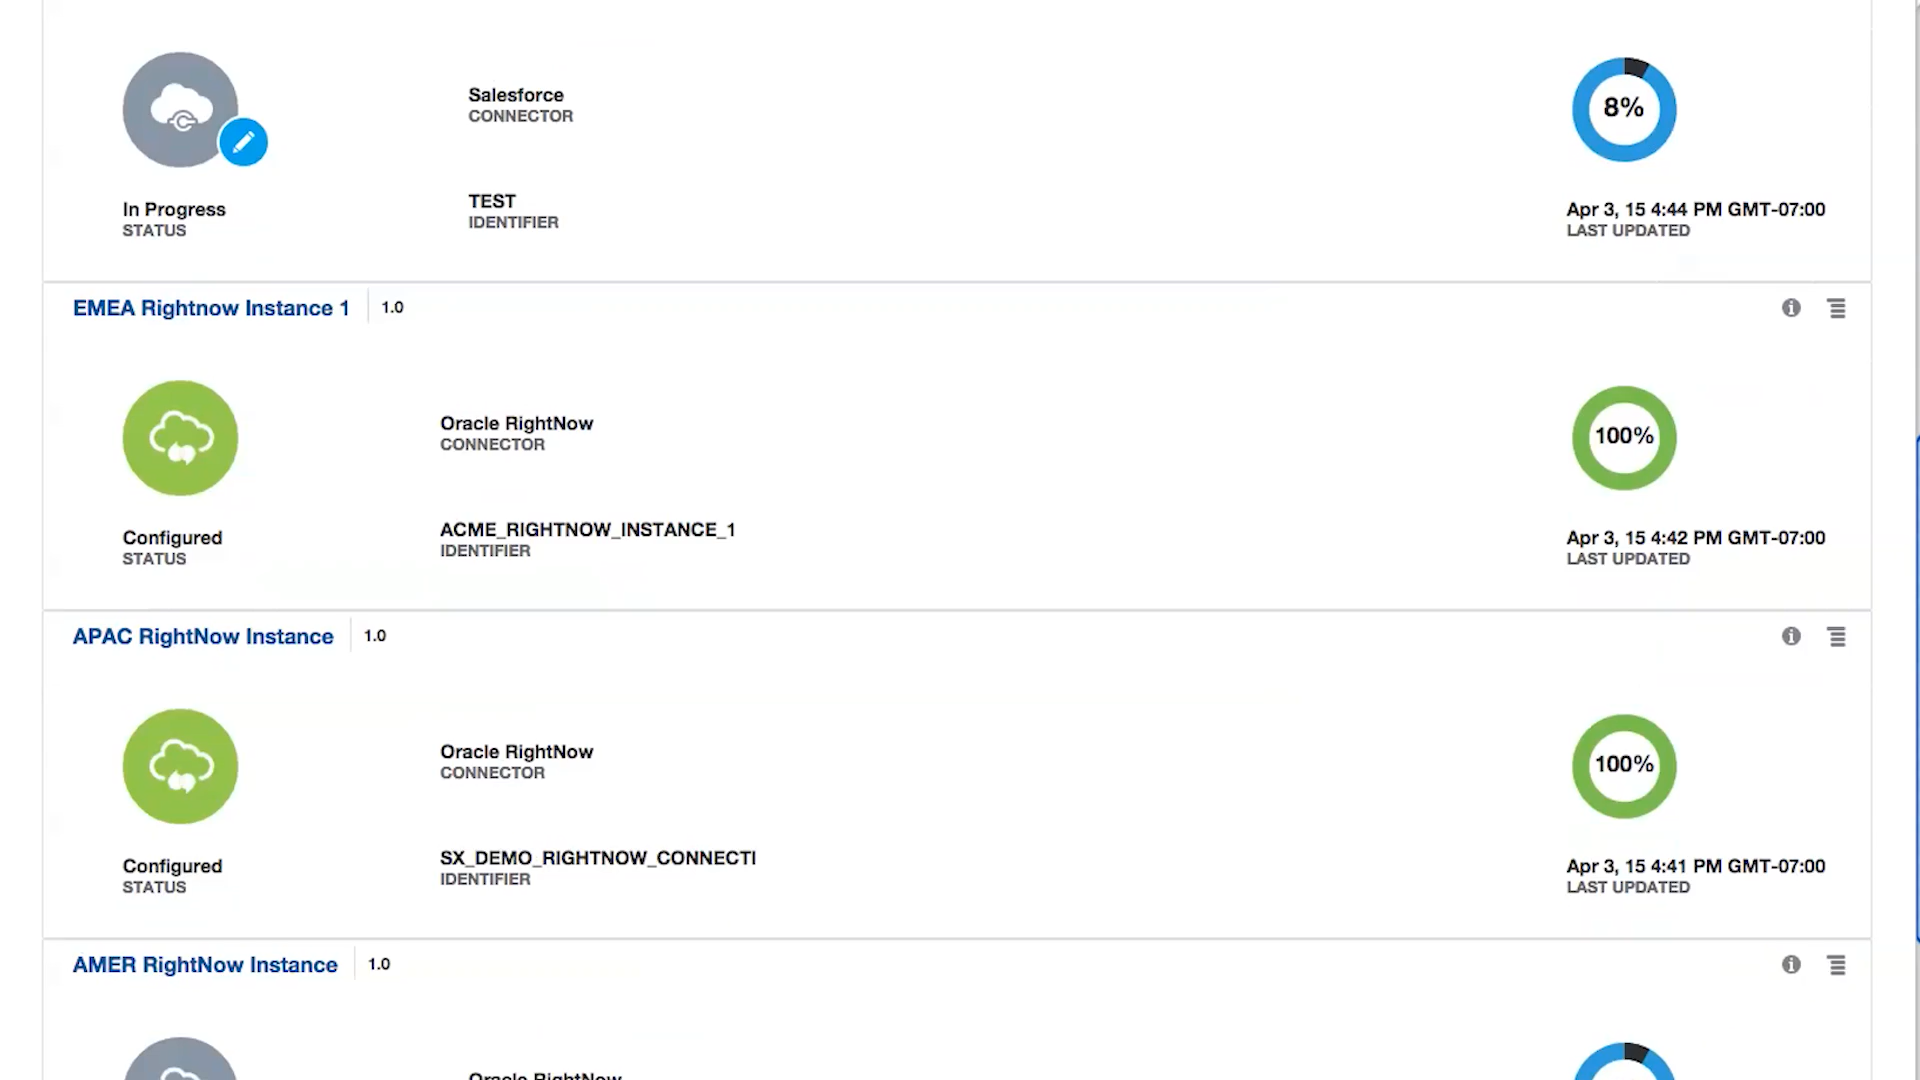 Salesforce
CONNECTOR
8%
TEST
IDENTIFIER
In Progress
STATUS
Apr 3, 15 4:44 PM GMT-07:00
LAST UPDATED
EMEA Rightnow Instance 1 1.0
Oracle RightNow
CONNECTOR
100%
ACME_RIGHTNOW_INSTANCE_1
IDENTIFIER
Configured
STATUS
Apr 3, 15 4:42 PM GMT-07:00
LAST UPDATED
APAC RightNow Instance 1.0
Oracle RightNow
CONNECTOR
100%
SX_DEMO_RIGHTNOW_CONNECTI
IDENTIFIER
Configured
STATUS
Apr 3, 15 4:41 PM GMT-07:00
LAST UPDATED
AMER RightNow Instance 1.0
Oracle RightNow